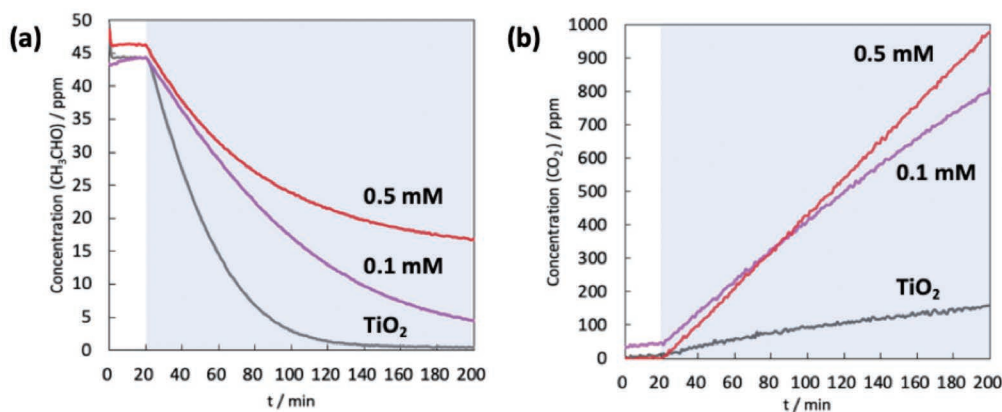 (a)
Concentration (CH₃CHO) / ppm
50
45
40
35
30
25
20
15
10
5
0
0.5 mM
0.1 mM
TiO₂
0 20 40 60 80 100 120 140 160 180 200
t / min
(b)
Concentration (CO₂) / ppm
1000
900
800
700
600
500
400
300
200
100
0
0.5 mM
0.1 mM
TiO₂
0 20 40 60 80 100 120 140 160 180 200
t / min